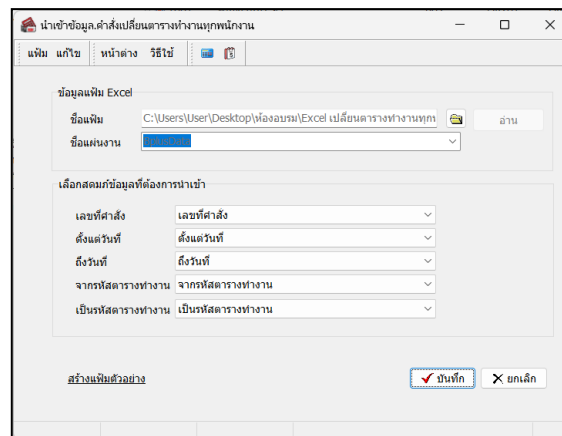 นำเข้าข้อมูล.คำสั่งเปลี่ยนตารางทำงานทุกพนักงาน
แฟ้ม แก้ไข หน้าต่าง วิธีใช้
ข้อมูลแฟ้ม Excel
ชื่อแฟ้ม C:\Users\User\Desktop\ห้องอบรม\Excel เปลี่ยนตารางทำงานทุกพ อ่าน
ชื่อแผ่นงาน
เลือกสดมภ์ข้อมูลที่ต้องการนำเข้า
เลขที่คำสั่ง เลขที่คำสั่ง
ตั้งแต่วันที่ ตั้งแต่วันที่
ถึงวันที่ ถึงวันที่
จากรหัสตารางทำงาน จากรหัสตารางทำงาน
เป็นรหัสตารางทำงาน เป็นรหัสตารางทำงาน
สร้างแฟ้มตัวอย่าง บันทึก ยกเลิก